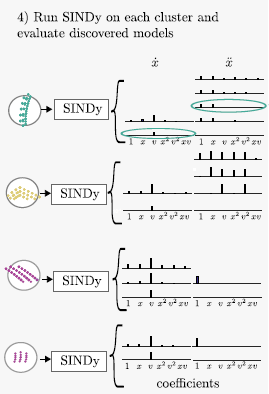 4) Run SINDy on each cluster and
evaluate discovered models
ẋ ẍ
SINDy
1 x v x² v² xv 1 x v x² v² xv
SINDy
1 x v x² v² xv 1 x v x² v² xv
SINDy
1 x v x² v² xv 1 x v x² v² xv
SINDy
1 x v x² v² xv 1 x v x² v² xv
coefficients